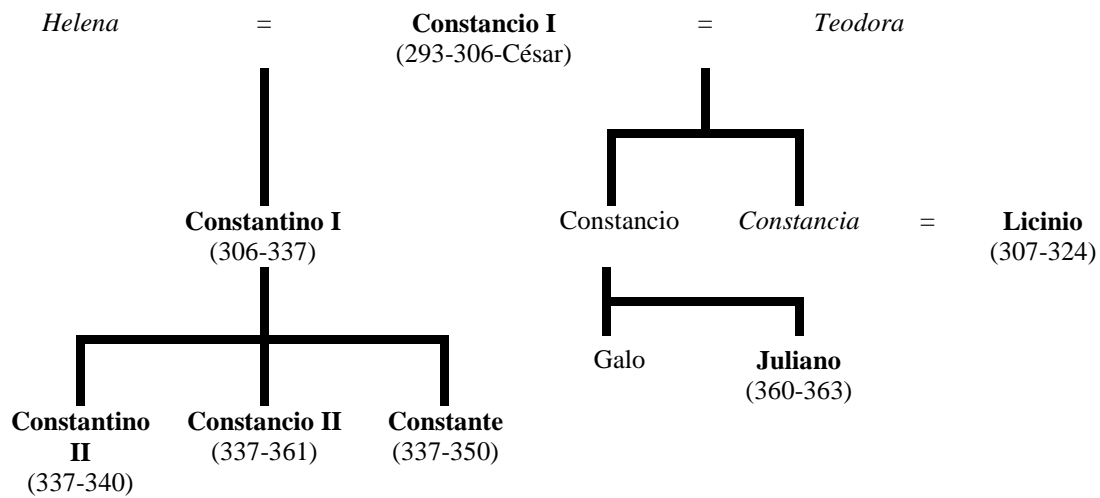 Helena = Constancio I = Teodora
(293-306-César)
Constantino I Constancio Constancia = Licinio
(306-337) (307-324)
Galo Juliano
(360-363)
Constantino Constancio II Constante
II (337-361) (337-350)
(337-340)